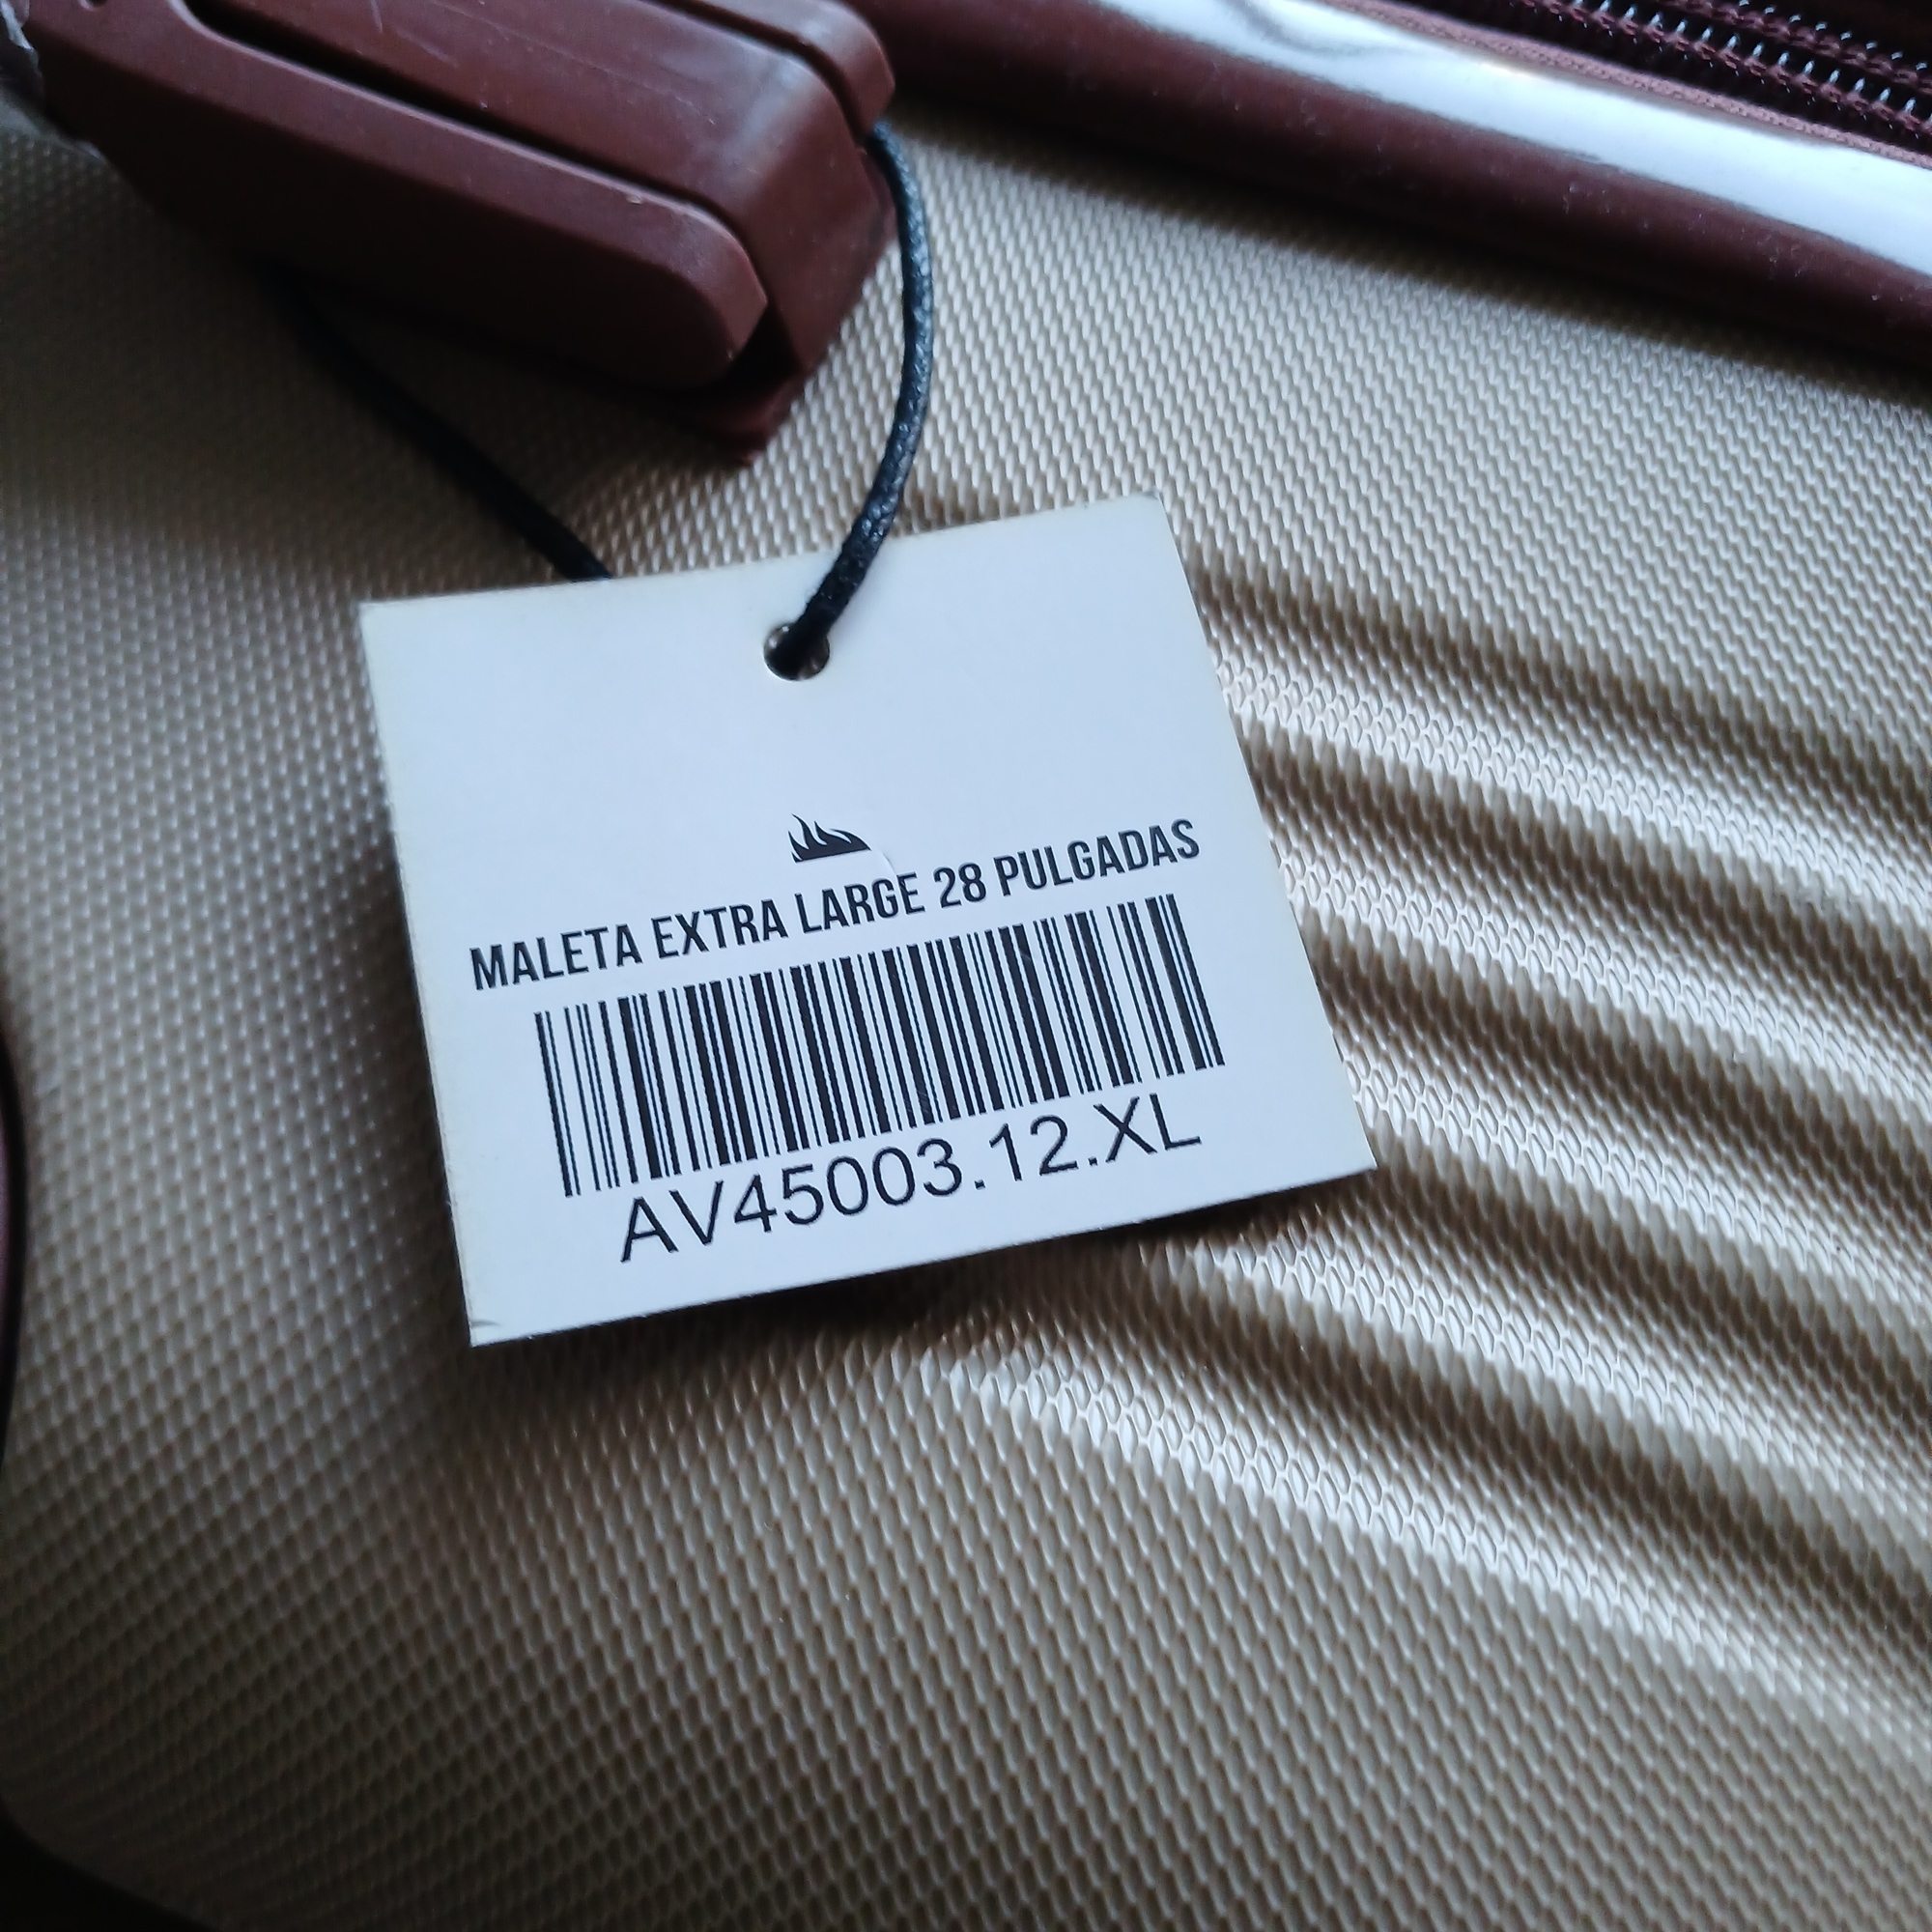 MALETA EXTRA LARGE 28 PULGADAS
AV45003.12.XL